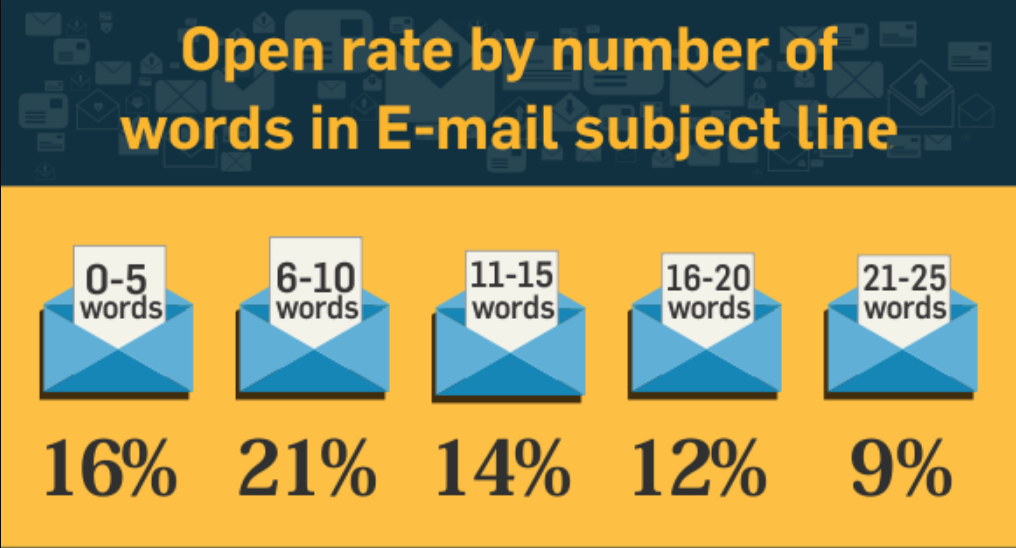 Open rate by number of
words in E-mail subject line
0-5
words
6-10
words
11-15
words
16-20
words
21-25
words
16% 21% 14% 12% 9%